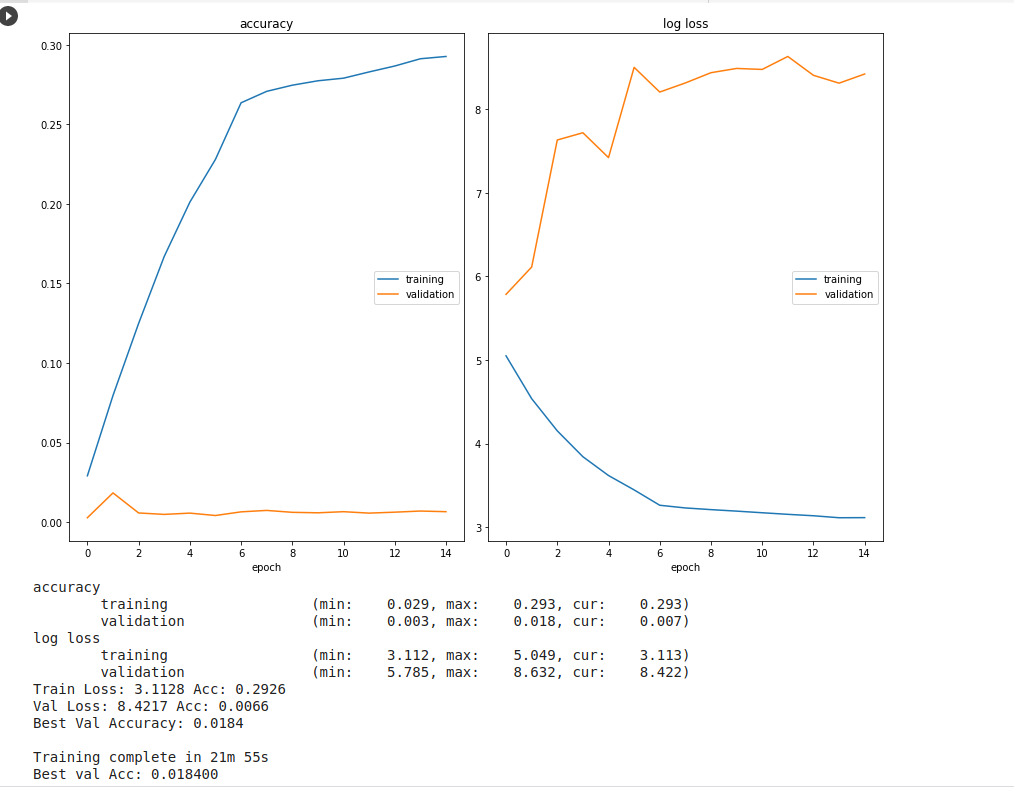 accuracy
0.30
0.25
0.20
0.15
0.10
0.05
0.00
training
validation
0 2 4 6 8 10 12 14
epoch
log loss
8
7
6
5
4
3
training
validation
0 2 4 6 8 10 12 14
epoch
accuracy
training (min: 0.029, max: 0.293, cur: 0.293)
validation (min: 0.003, max: 0.018, cur: 0.007)
log loss
training (min: 3.112, max: 5.049, cur: 3.113)
validation (min: 5.785, max: 8.632, cur: 8.422)
Train Loss: 3.1128 Acc: 0.2926
Val Loss: 8.4217 Acc: 0.0066
Best Val Accuracy: 0.0184
Training complete in 21m 55s
Best val Acc: 0.018400